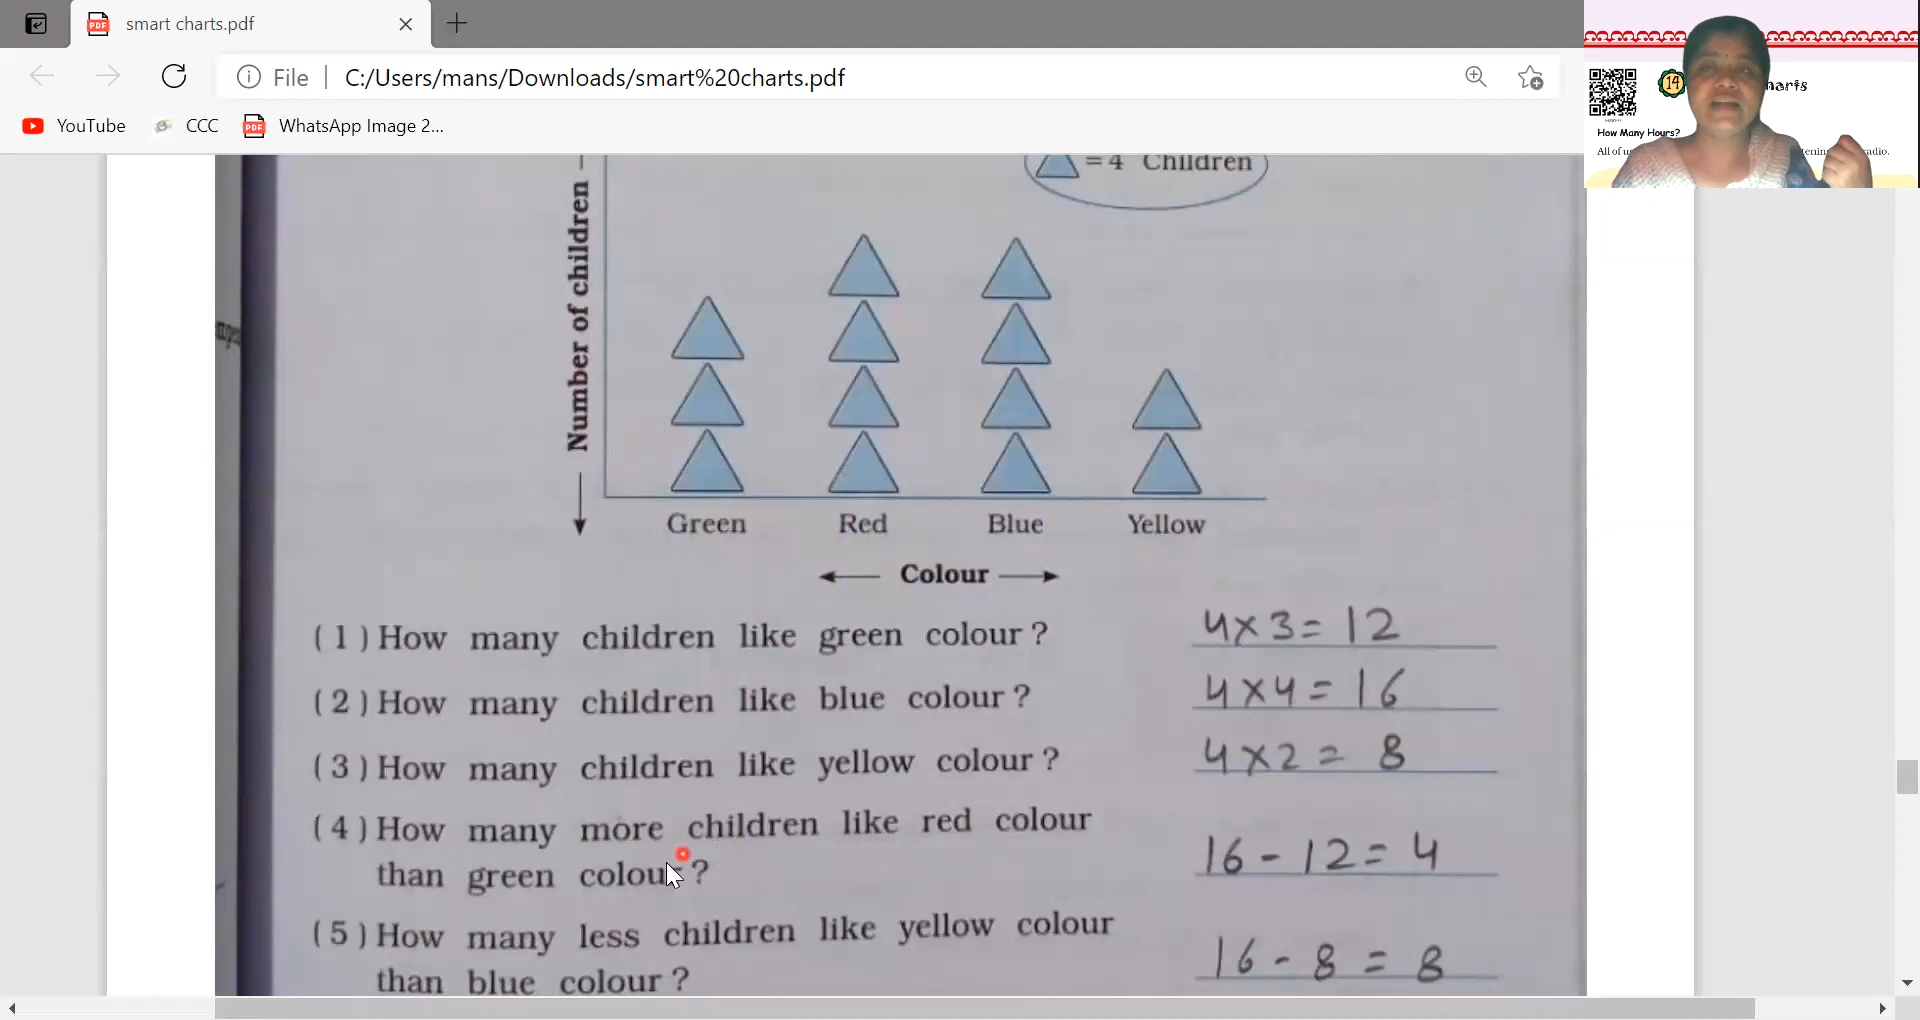 smart charts.pdf
File C:/Users/mans/Downloads/smart%20charts.pdf
YouTube CCC WhatsApp Image 2...
14 harts
How Many Hours?
= 4 Children
Number of children
Green Red Blue Yellow
Colour
(1) How many children like green colour? 4×3=12
(2) How many children like blue colour? 4×4=16
(3) How many children like yellow colour? 4×2=8
(4) How many more children like red colour
than green colour? 16-12=4
(5) How many less children like yellow colour
than blue colour? 16-8=8